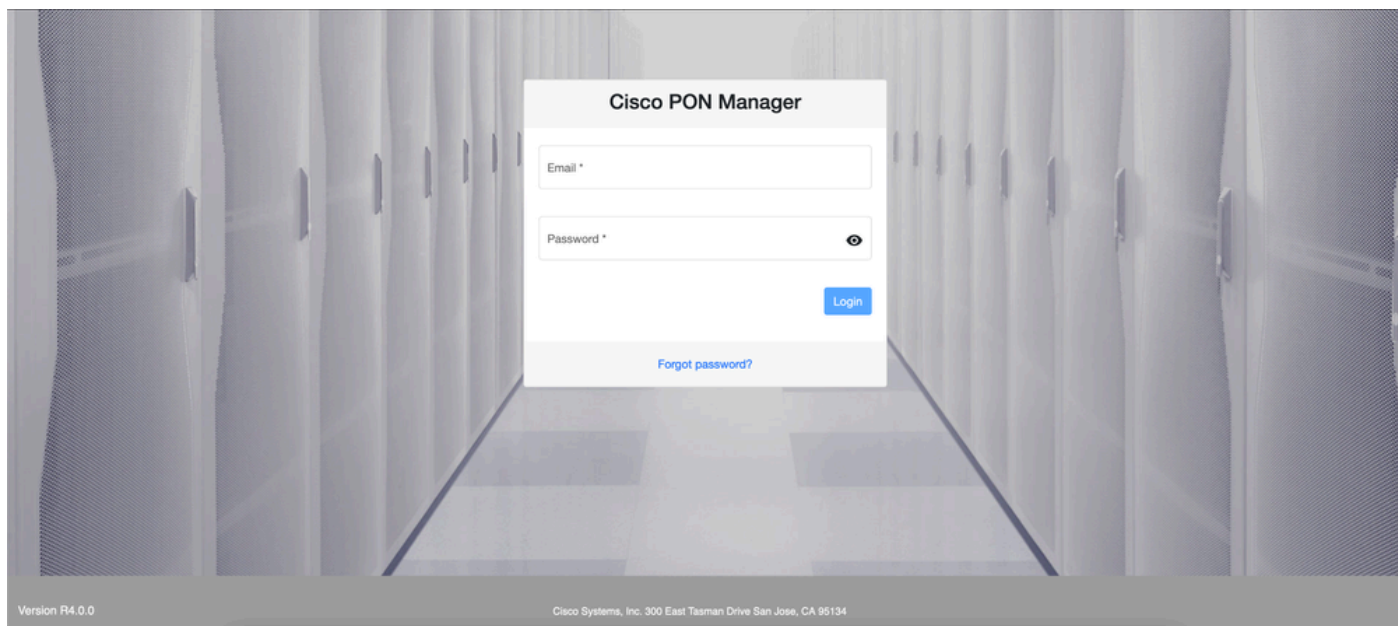 Cisco PON Manager
Email *
Password *
Login
Forgot password?
Version R4.0.0
Cisco Systems, Inc. 300 East Tasman Drive San Jose, CA 95134